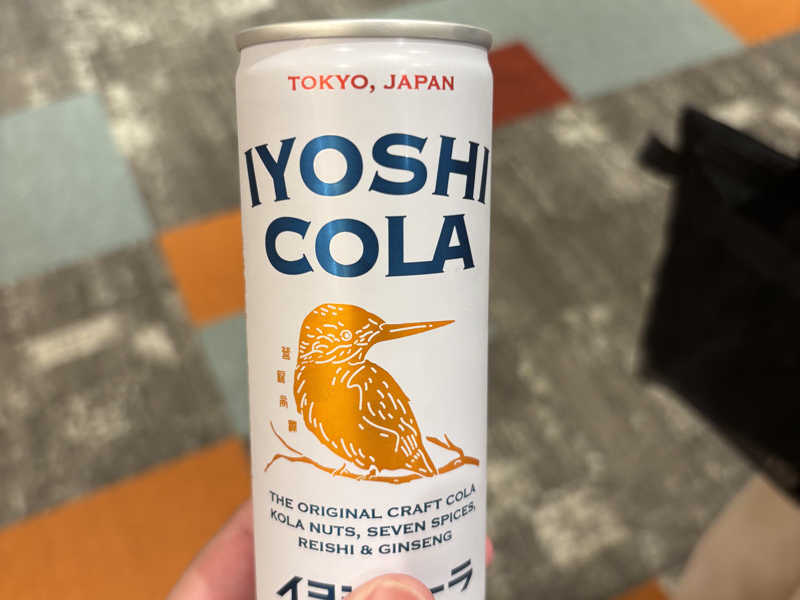 TOKYO, JAPAN
IYOSHI
COLA
THE ORIGINAL CRAFT COLA
KOLA NUTS, SEVEN SPICES,
REISHI & GINSENG